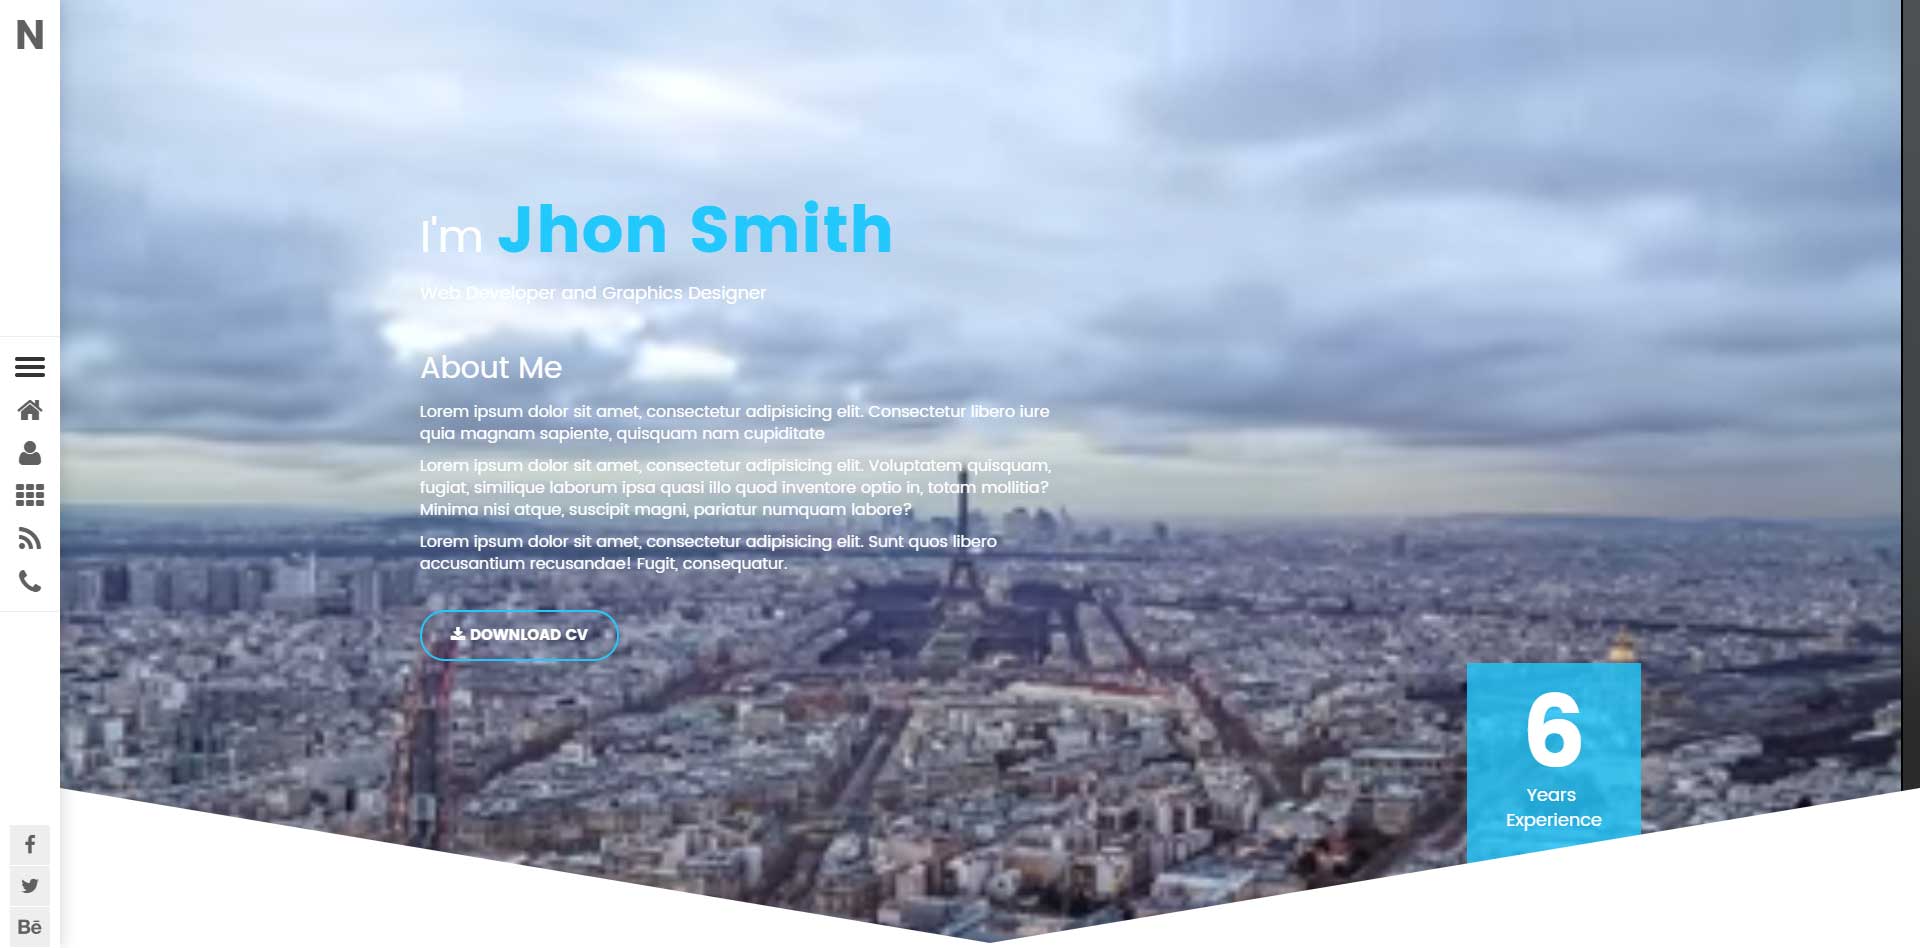 N
I'm Jhon Smith
Web Developer and Graphics Designer
About Me
Lorem ipsum dolor sit amet, consectetur adipisicing elit. Consectetur libero iure
quia magnam sapiente, quisquam nam cupiditate
Lorem ipsum dolor sit amet, consectetur adipisicing elit. Voluptatem quisquam,
fugiat, similique laborum ipsa quasi illo quod inventore optio in, totam mollitia?
Minima nisi atque, suscipit magni, pariatur numquam labore?
Lorem ipsum dolor sit amet, consectetur adipisicing elit. Sunt quos libero
accusantium recusandae! Fugit, consequatur.
DOWNLOAD CV
6
Years
Experience
Bē